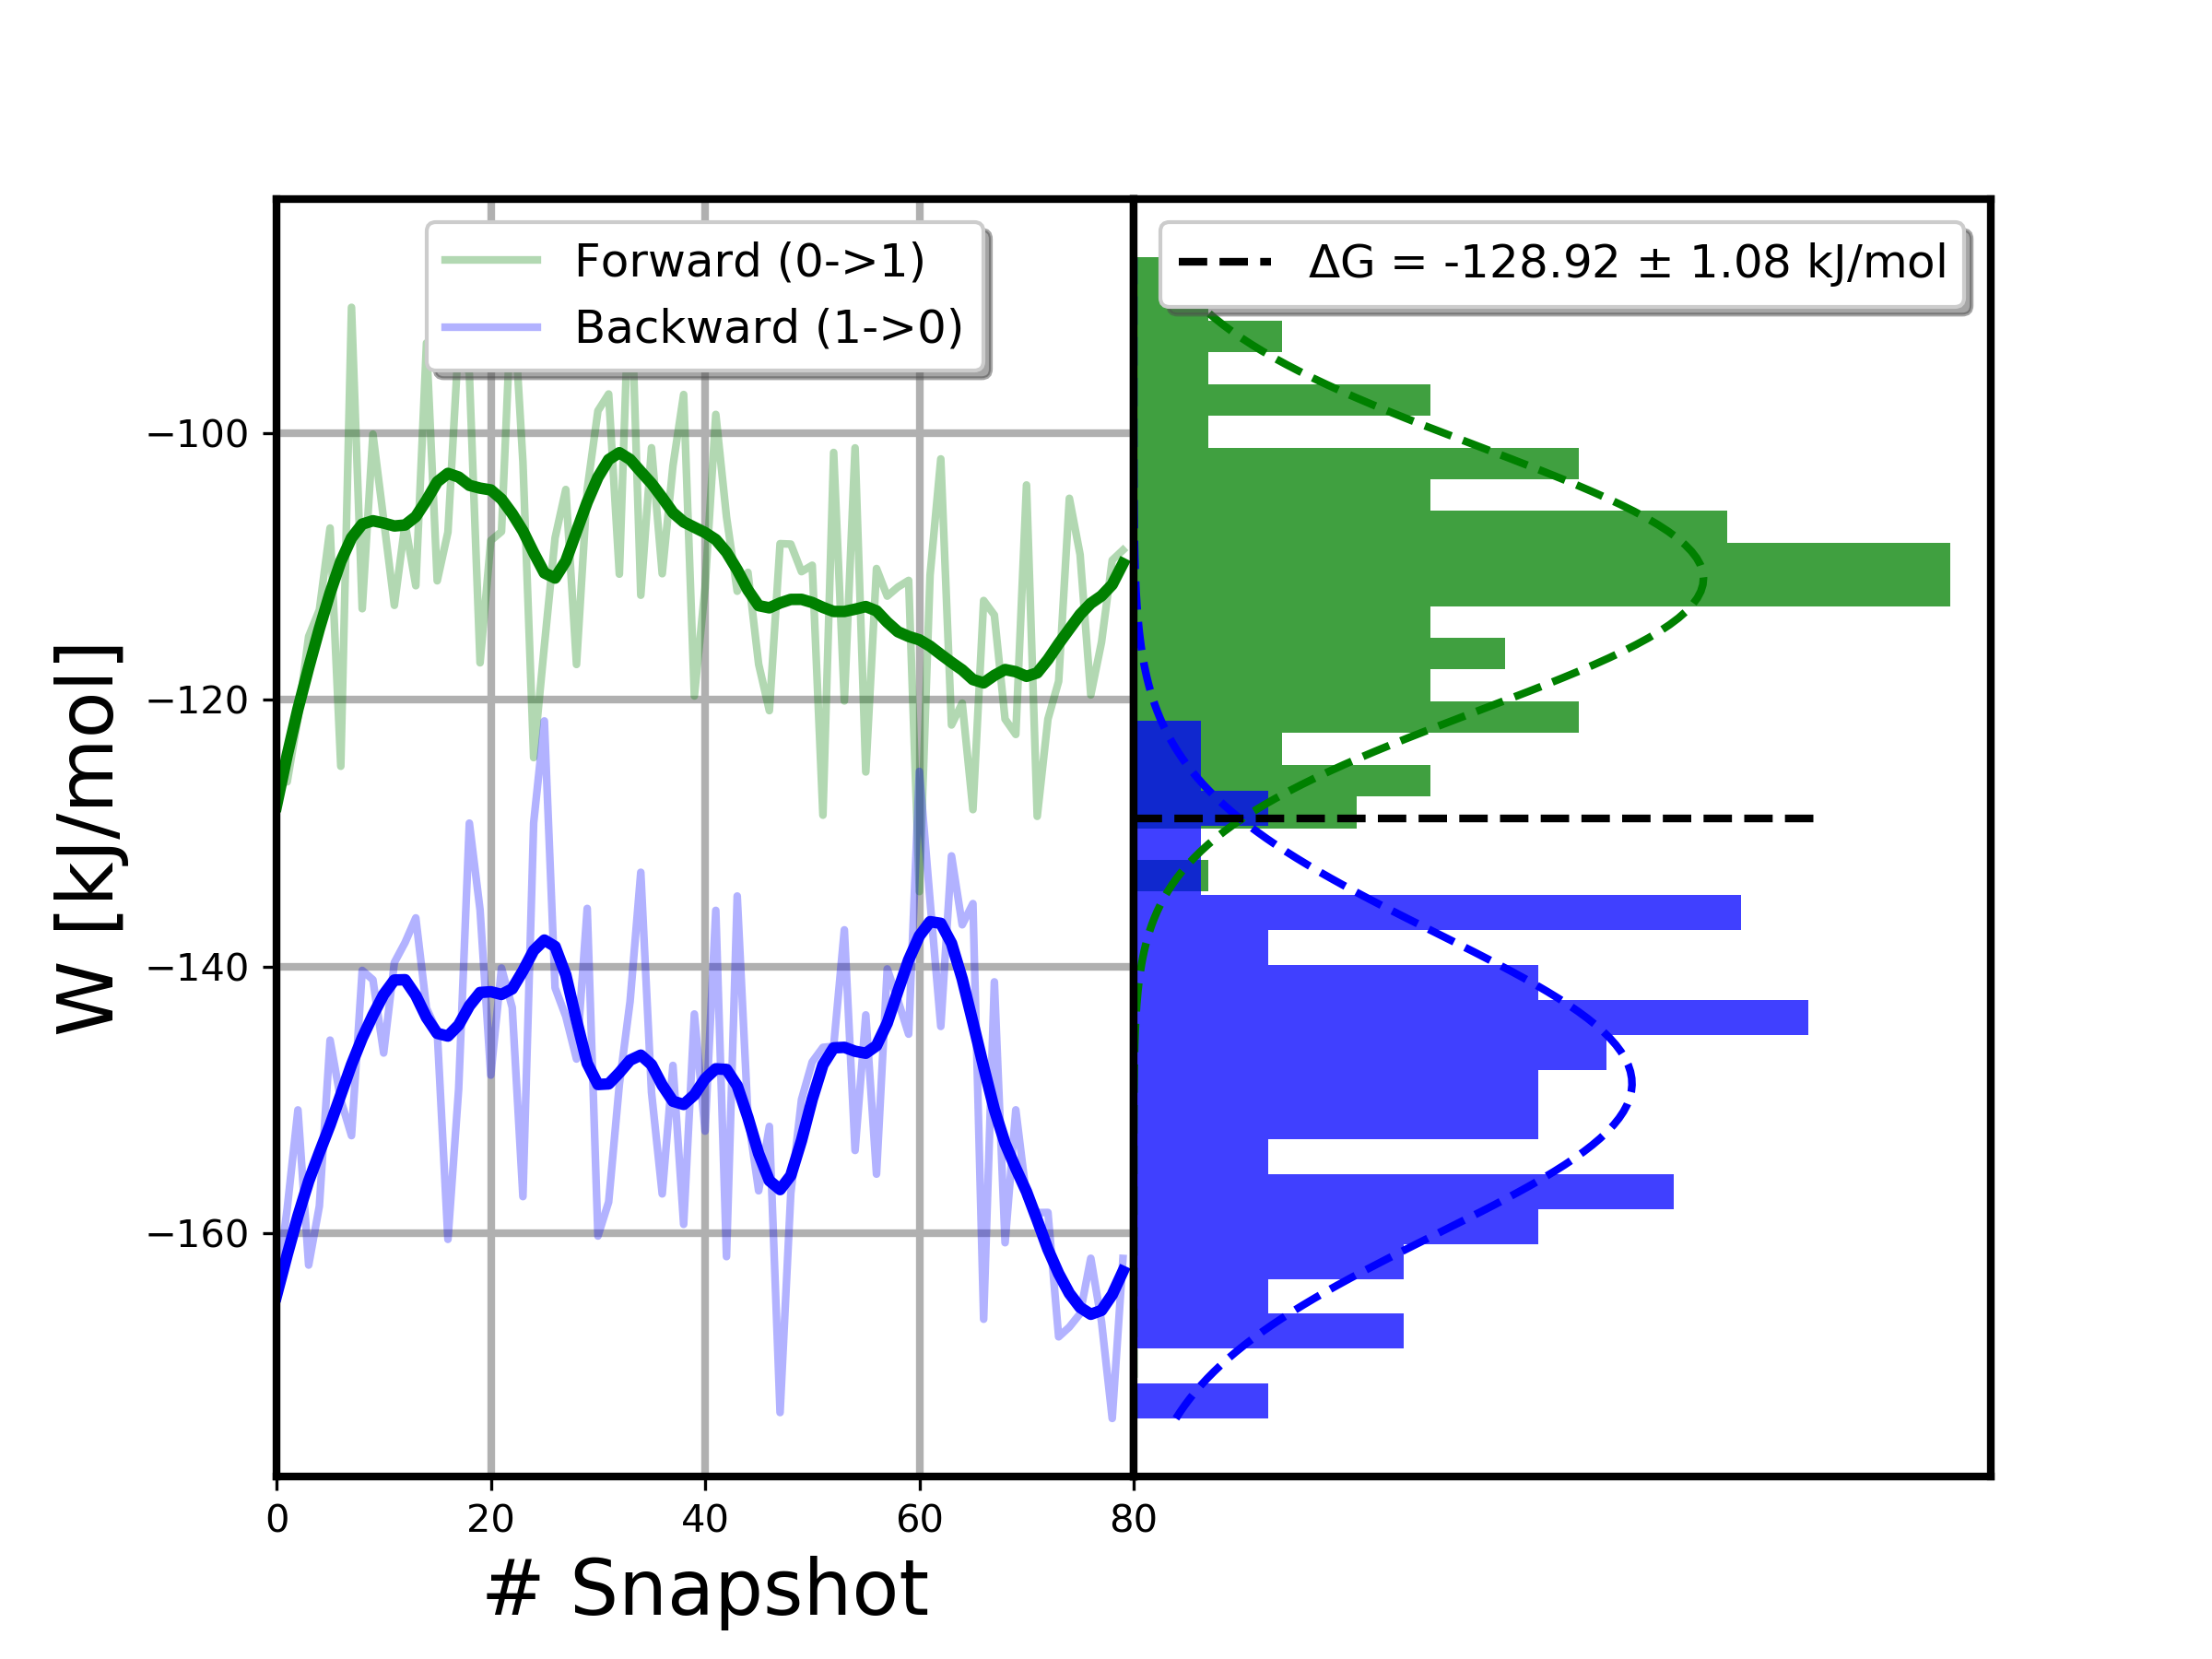 Forward (0->1)
Backward (1->0)
ΔG = -128.92 ± 1.08 kJ/mol
W [kJ/mol]
−100
−120
−140
−160
0
20
40
60
80
# Snapshot